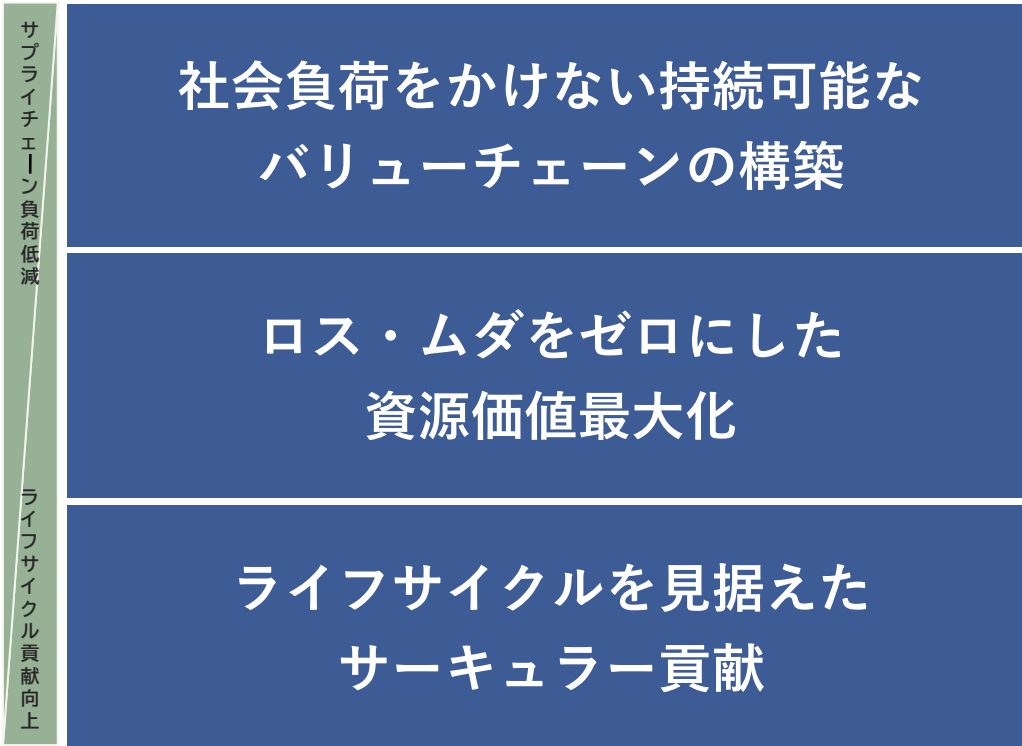 サプライチェーン負荷低減
ライフサイクル貢献向上
社会負荷をかけない持続可能な
バリューチェーンの構築
ロス・ムダをゼロにした
資源価値最大化
ライフサイクルを見据えた
サーキュラー貢献